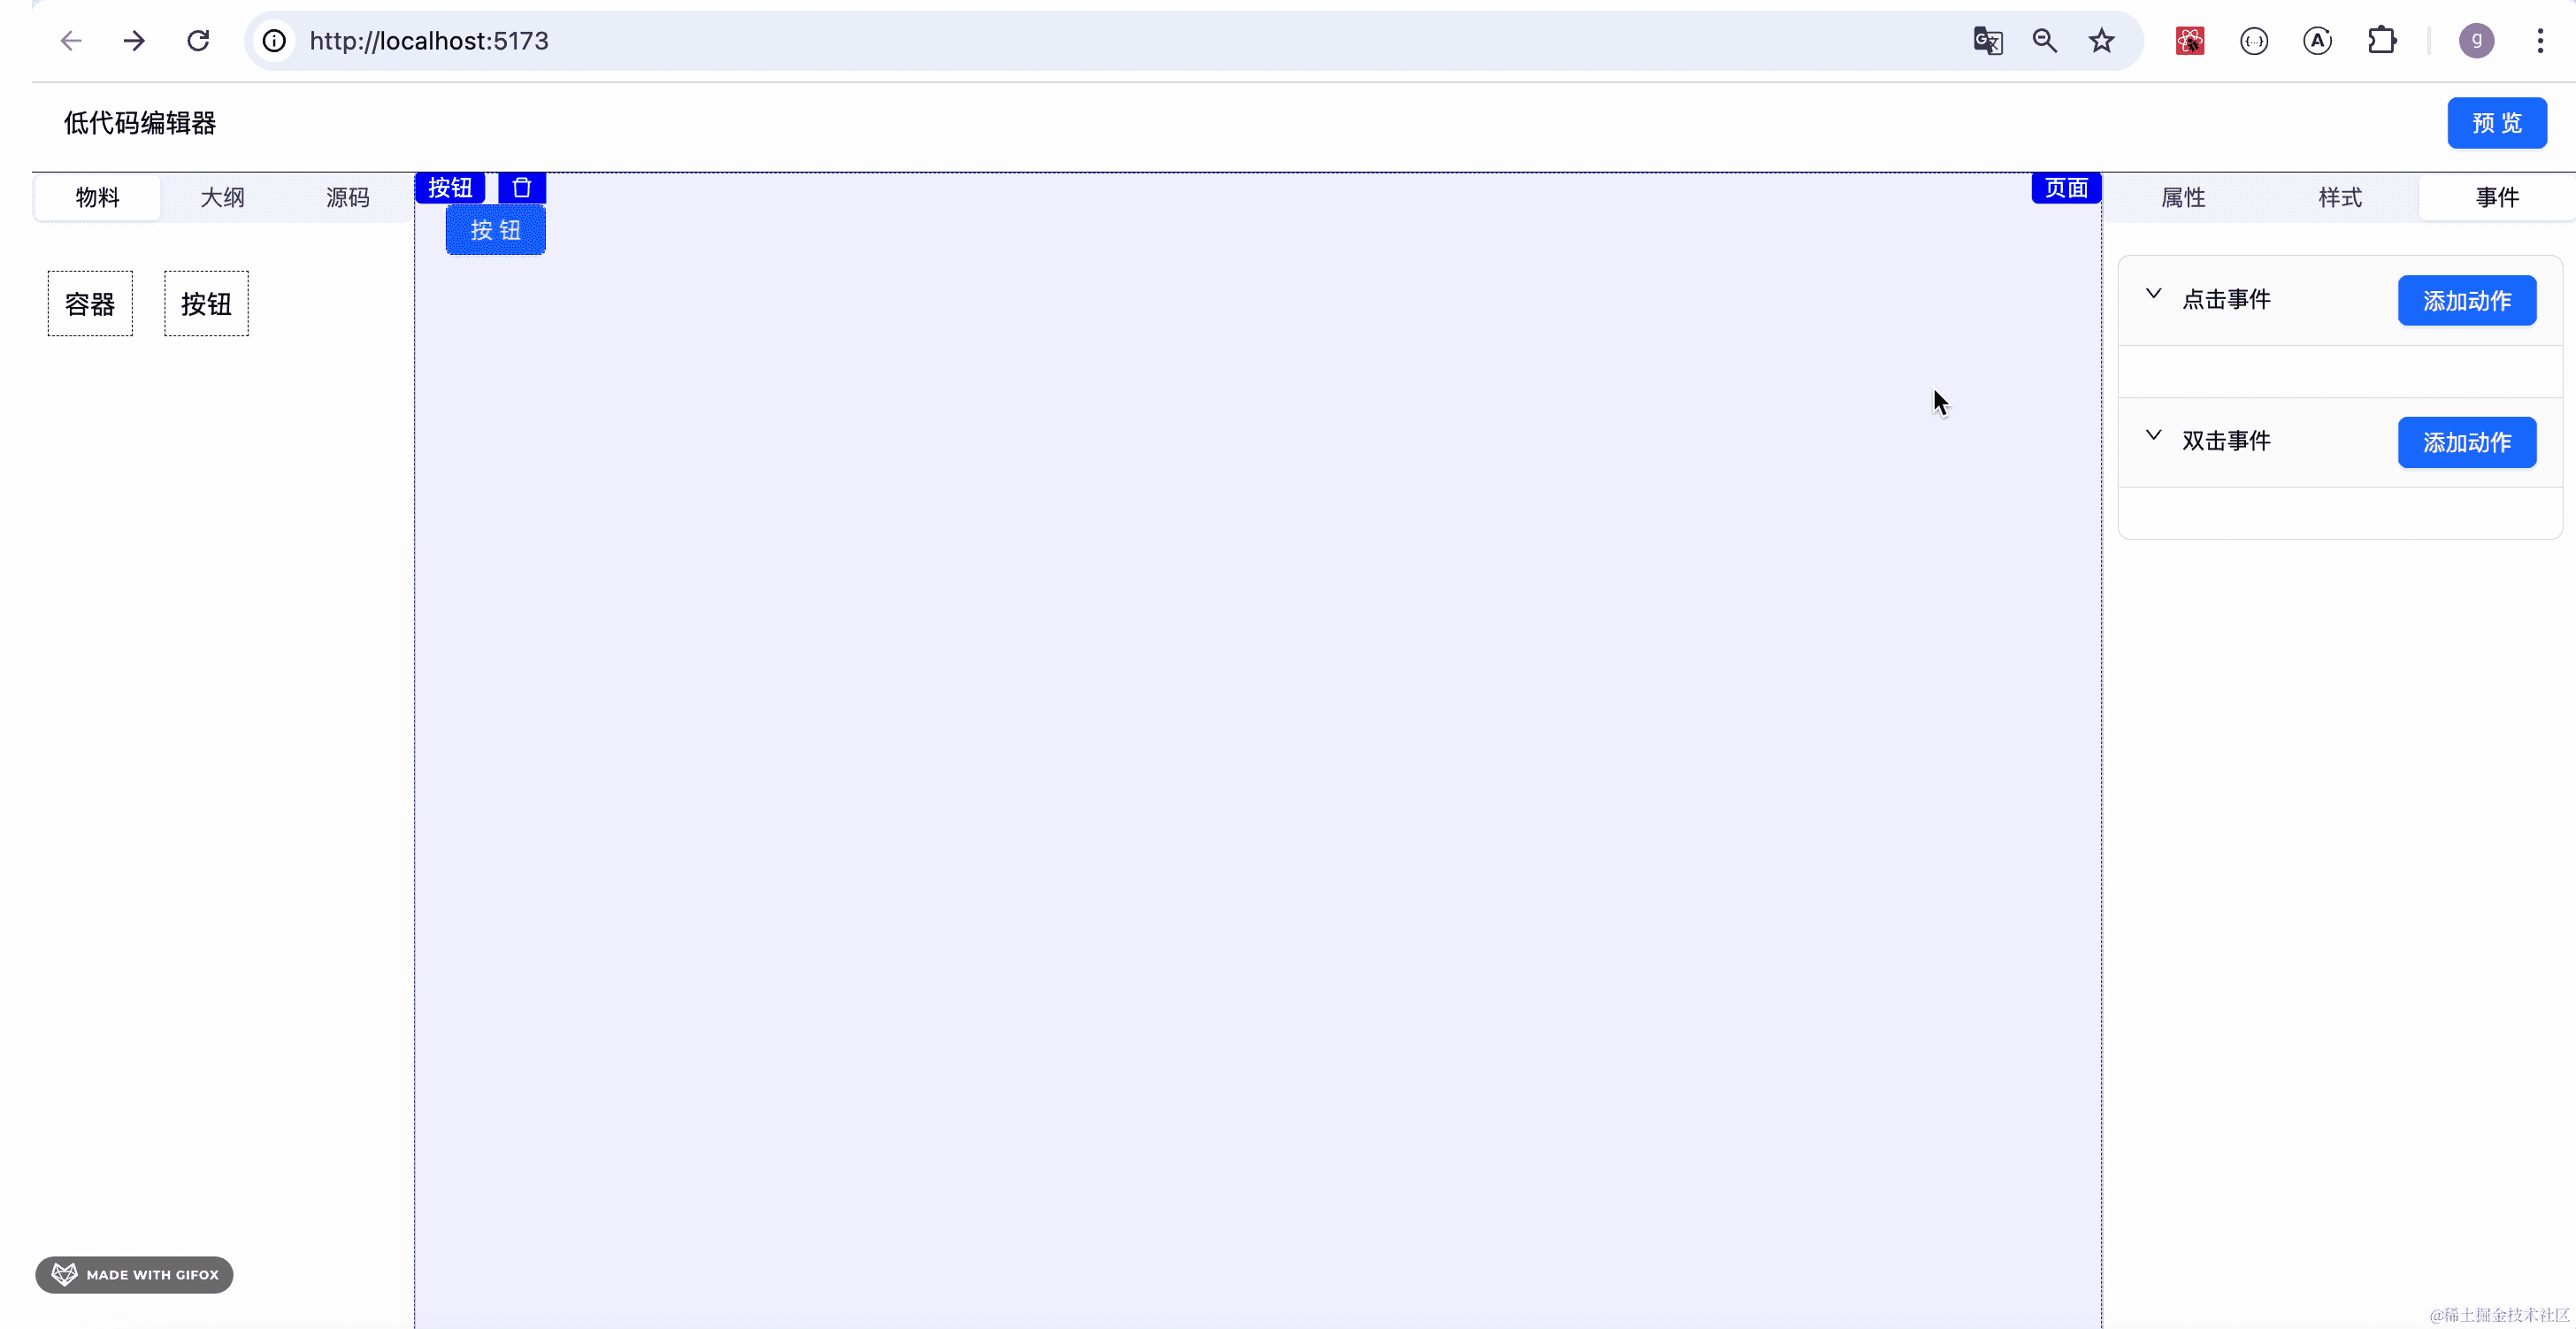 http://localhost:5173
g
低代码编辑器
预 览
物料 大纲 源码
按钮
页面
属性 样式 事件
按 钮
容器 按钮
点击事件 添加动作
双击事件 添加动作
MADE WITH GIFOX
@稀土掘金技术社区